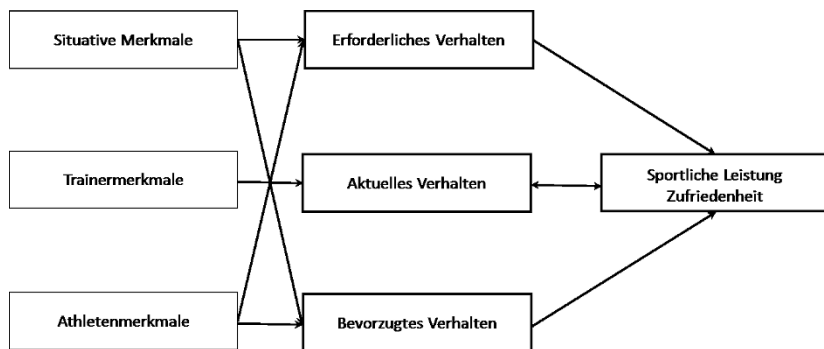 Situative Merkmale
Erforderliches Verhalten
Trainermerkmale
Aktuelles Verhalten
Sportliche Leistung
Zufriedenheit
Athletenmerkmale
Bevorzugtes Verhalten